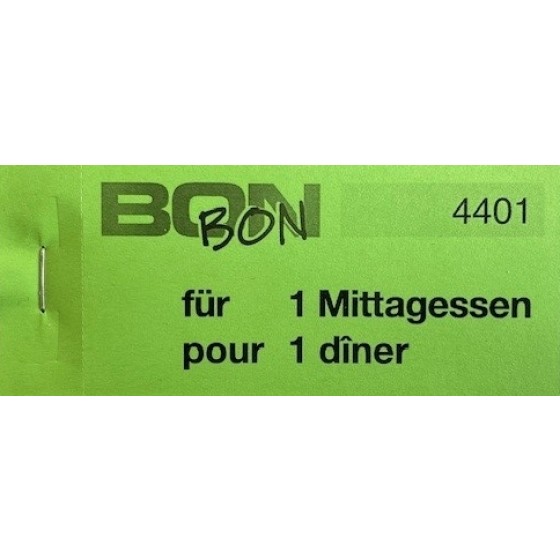 BON BON 4401
für 1 Mittagessen
pour 1 dîner